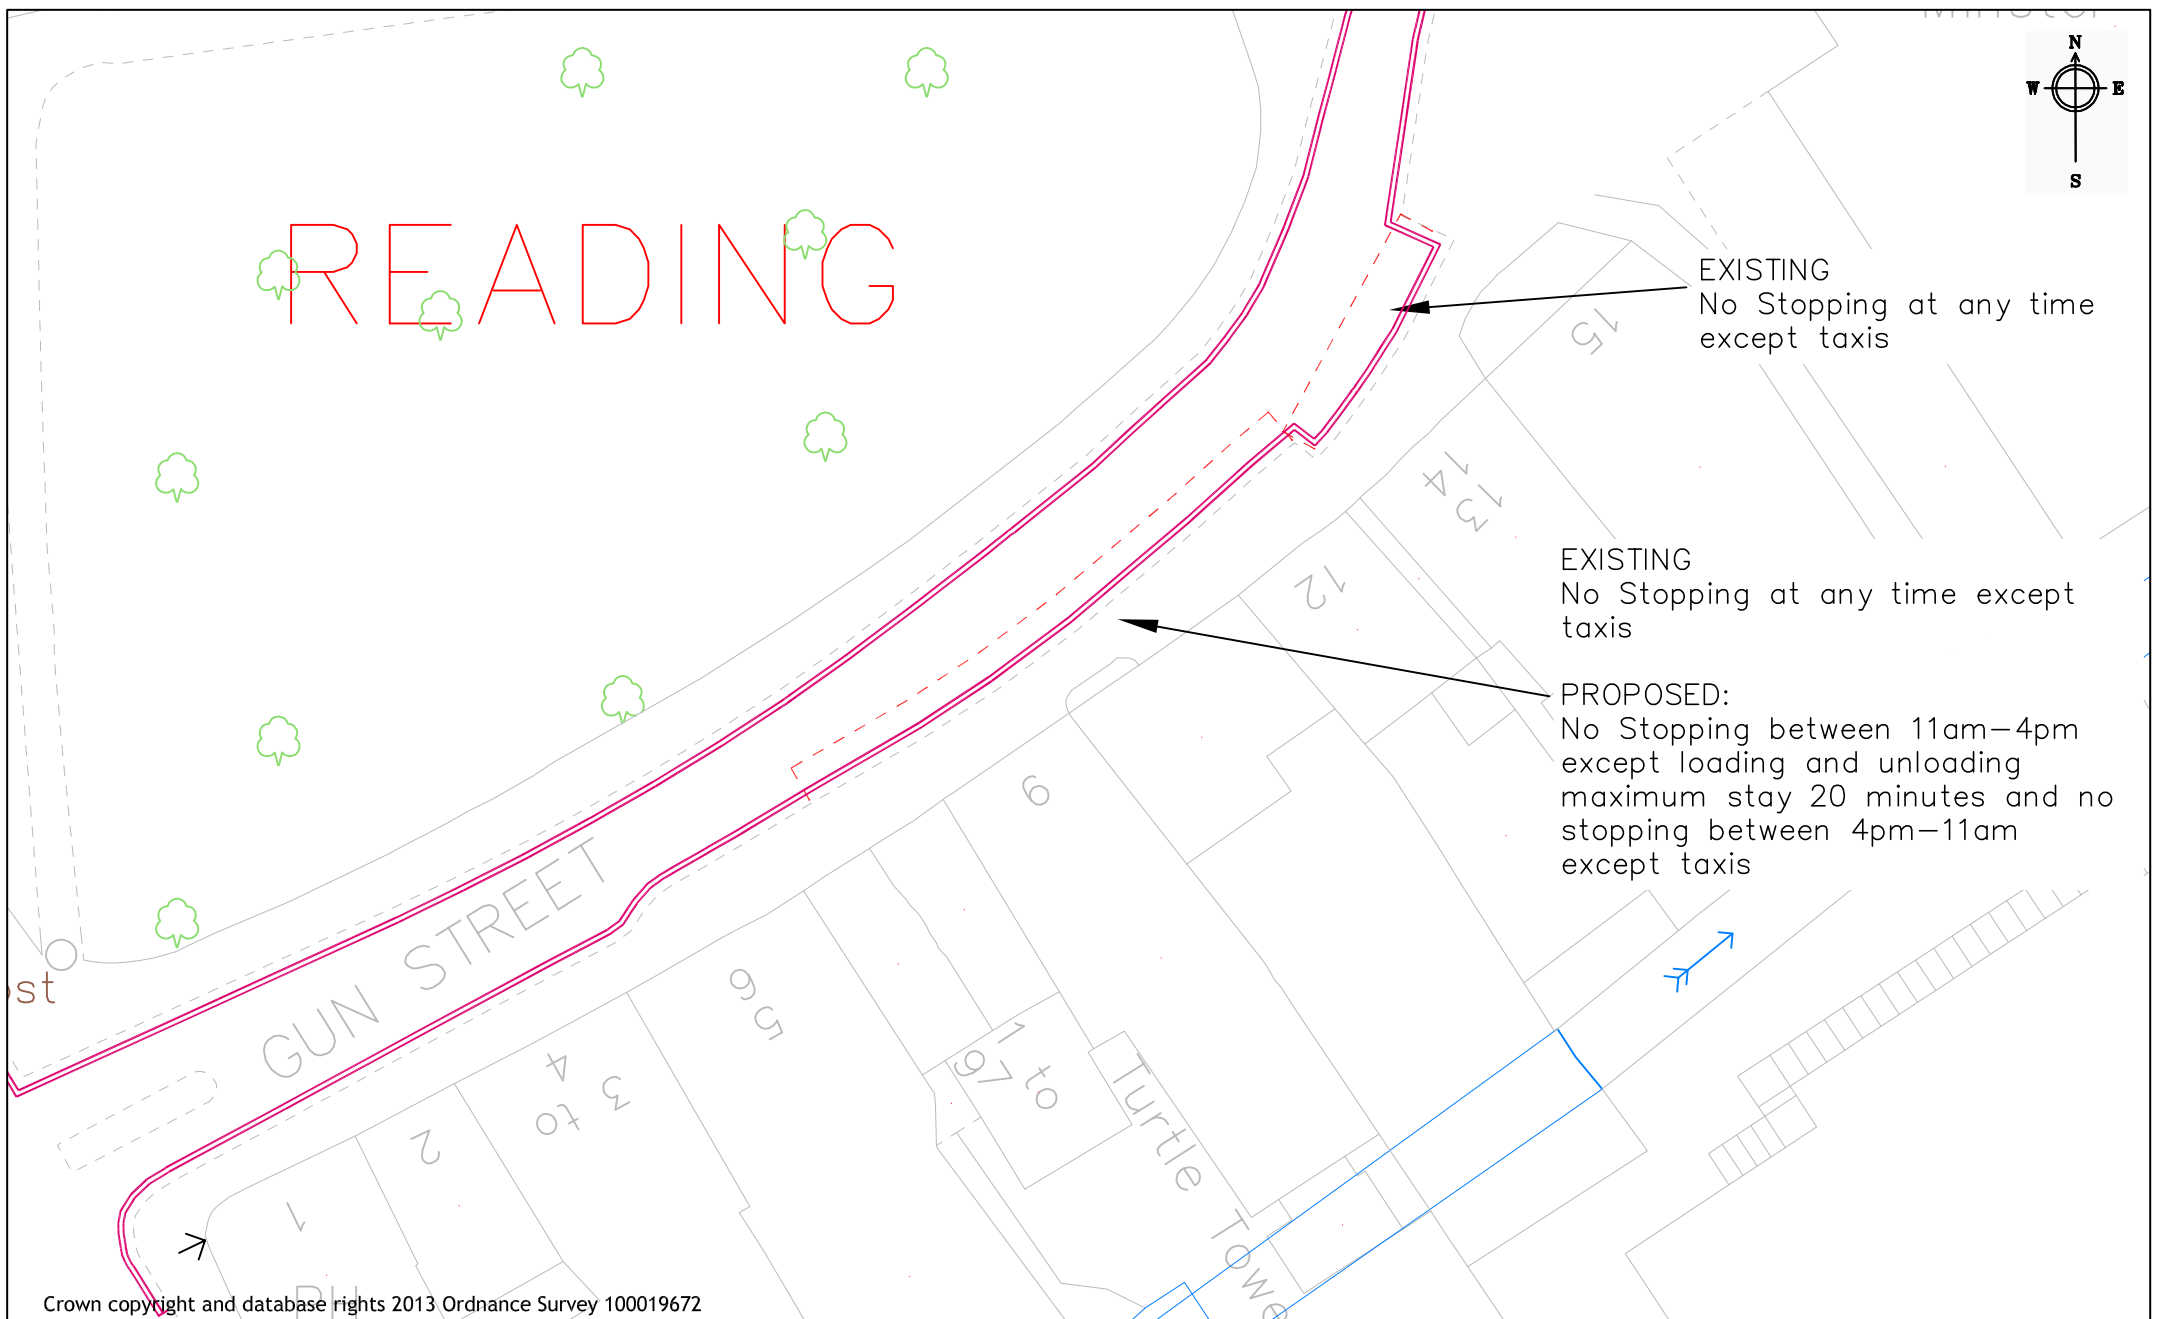 N
W E
S
READING
EXISTING
No Stopping at any time
except taxis
15
14
13
12
EXISTING
No Stopping at any time except
taxis
PROPOSED:
No Stopping between 11am-4pm
except loading and unloading
maximum stay 20 minutes and no
stopping between 4pm-11am
except taxis
9
GUN STREET
56
1 to
97
Turtle
4
3 to
2
1
PH
Crown copyright and database rights 2013 Ordnance Survey 100019672